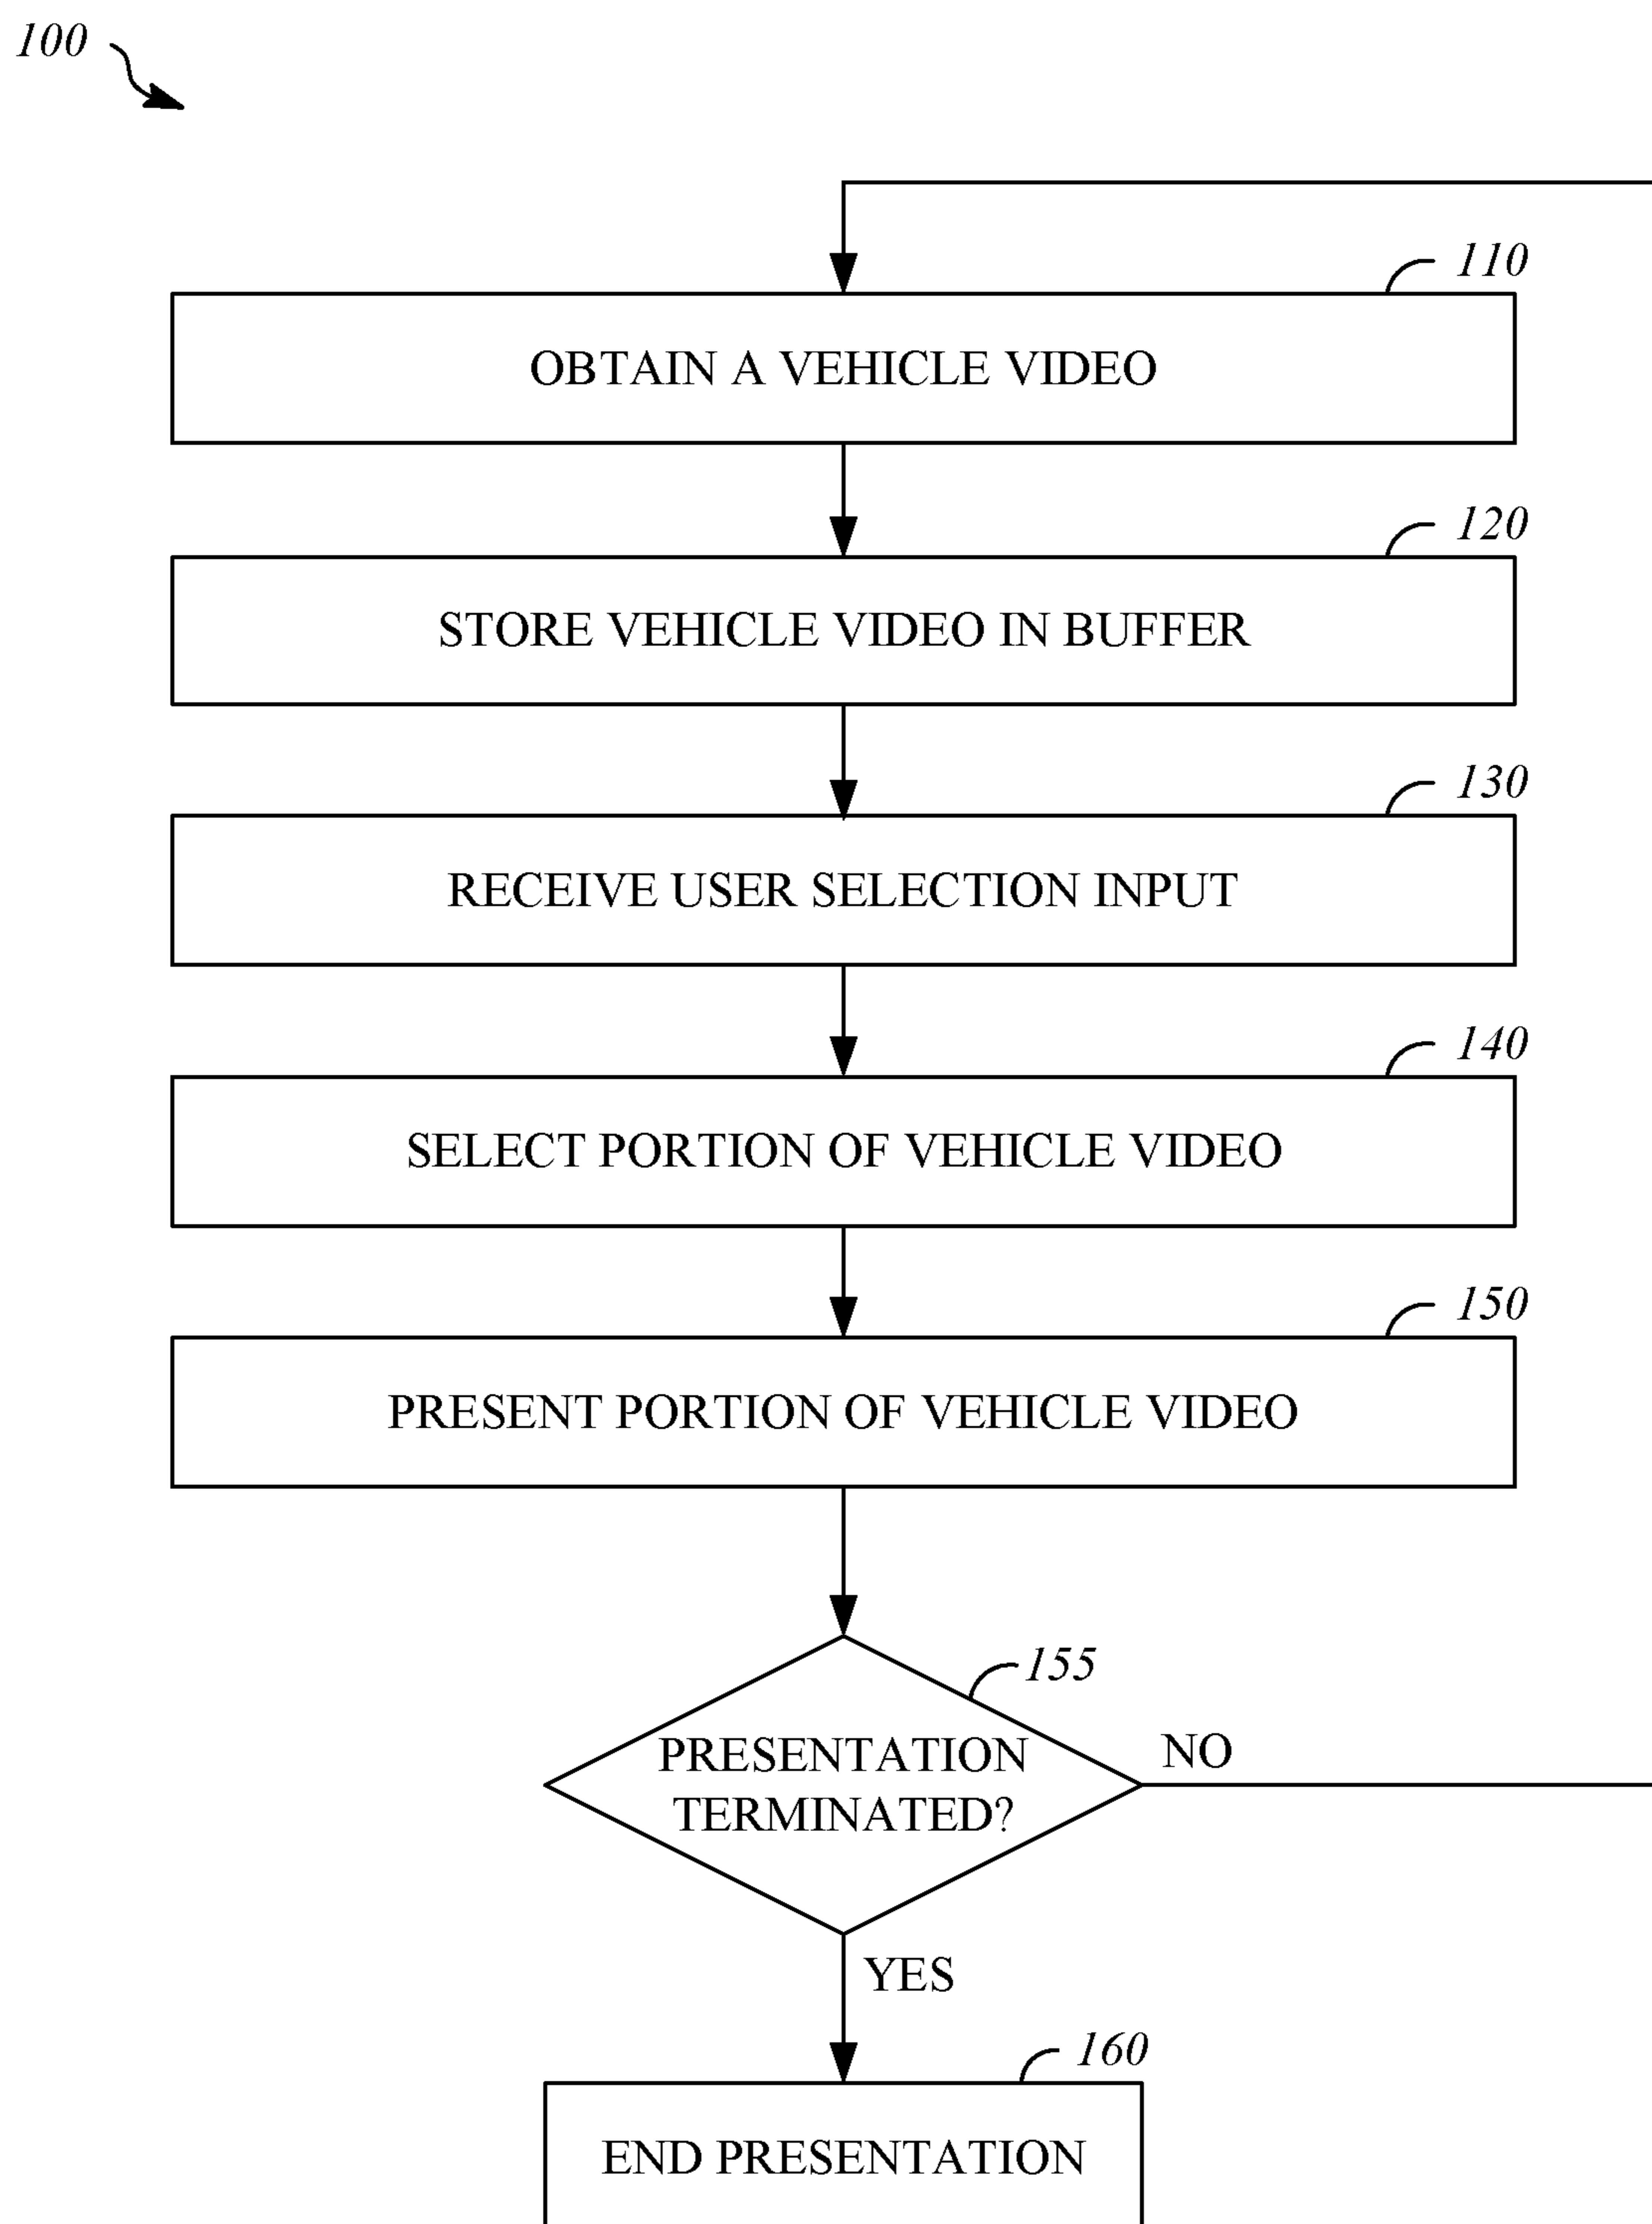 100
110
OBTAIN A VEHICLE VIDEO
120
STORE VEHICLE VIDEO IN BUFFER
130
RECEIVE USER SELECTION INPUT
140
SELECT PORTION OF VEHICLE VIDEO
150
PRESENT PORTION OF VEHICLE VIDEO
155
PRESENTATION
TERMINATED?
NO
YES
160
END PRESENTATION